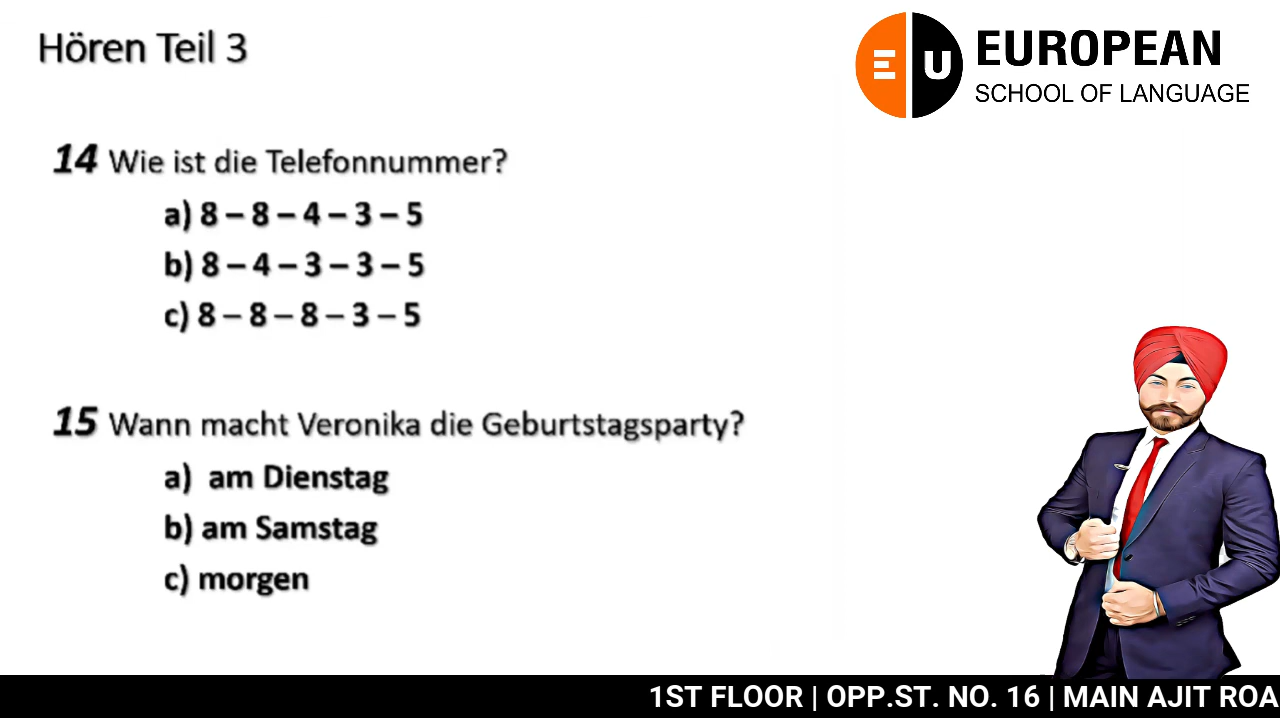 Hören Teil 3
E U EUROPEAN
SCHOOL OF LANGUAGE
14 Wie ist die Telefonnummer?
a) 8 – 8 – 4 – 3 – 5
b) 8 – 4 – 3 – 3 – 5
c) 8 – 8 – 8 – 3 – 5
15 Wann macht Veronika die Geburtstagsparty?
a) am Dienstag
b) am Samstag
c) morgen
1ST FLOOR | OPP.ST. NO. 16 | MAIN AJIT ROA